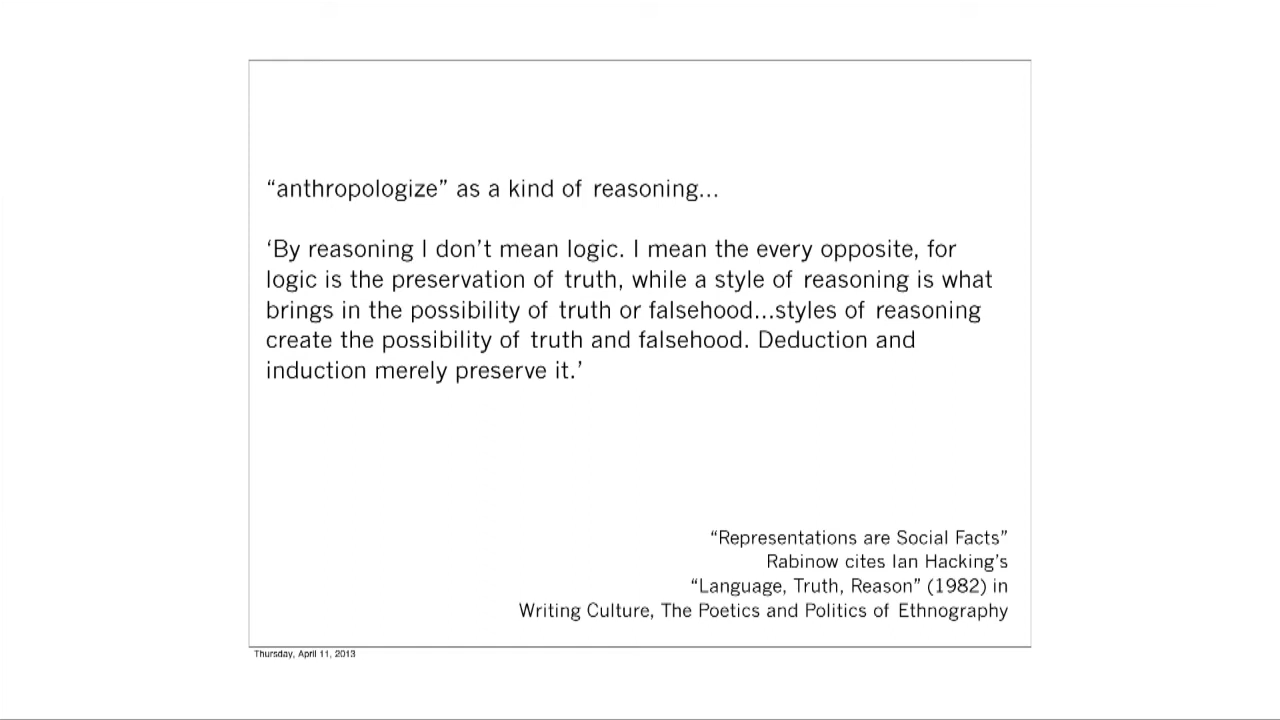 “anthropologize” as a kind of reasoning...
‘By reasoning I don’t mean logic. I mean the every opposite, for
logic is the preservation of truth, while a style of reasoning is what
brings in the possibility of truth or falsehood...styles of reasoning
create the possibility of truth and falsehood. Deduction and
induction merely preserve it.’
“Representations are Social Facts”
Rabinow cites Ian Hacking’s
“Language, Truth, Reason” (1982) in
Writing Culture, The Poetics and Politics of Ethnography
Thursday, April 11, 2013